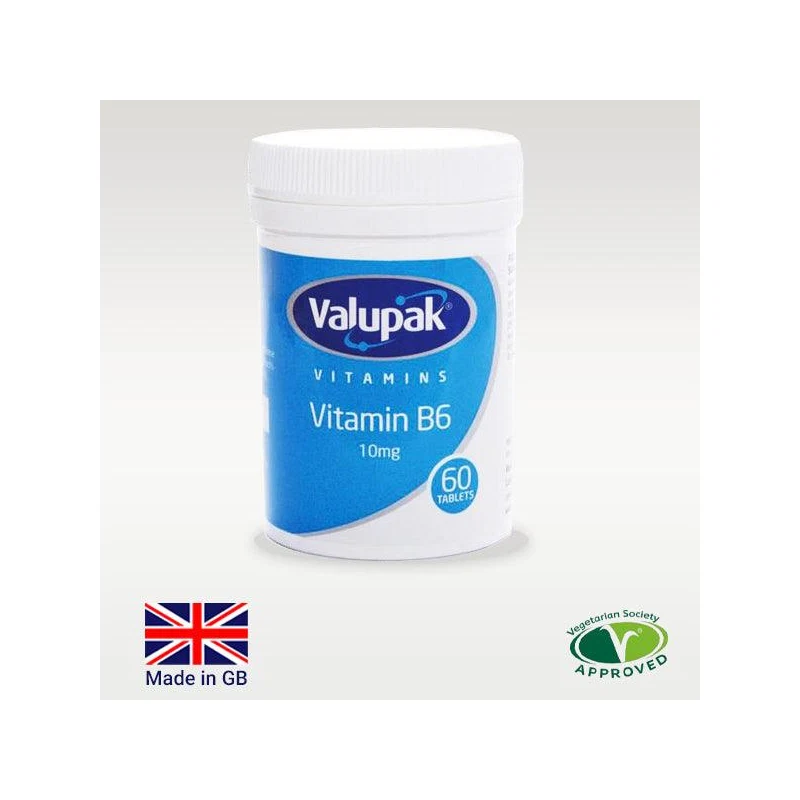 Valupak®
VITAMINS
Vitamin B6
10mg
60
TABLETS
Made in GB
Vegetarian Society
V
APPROVED